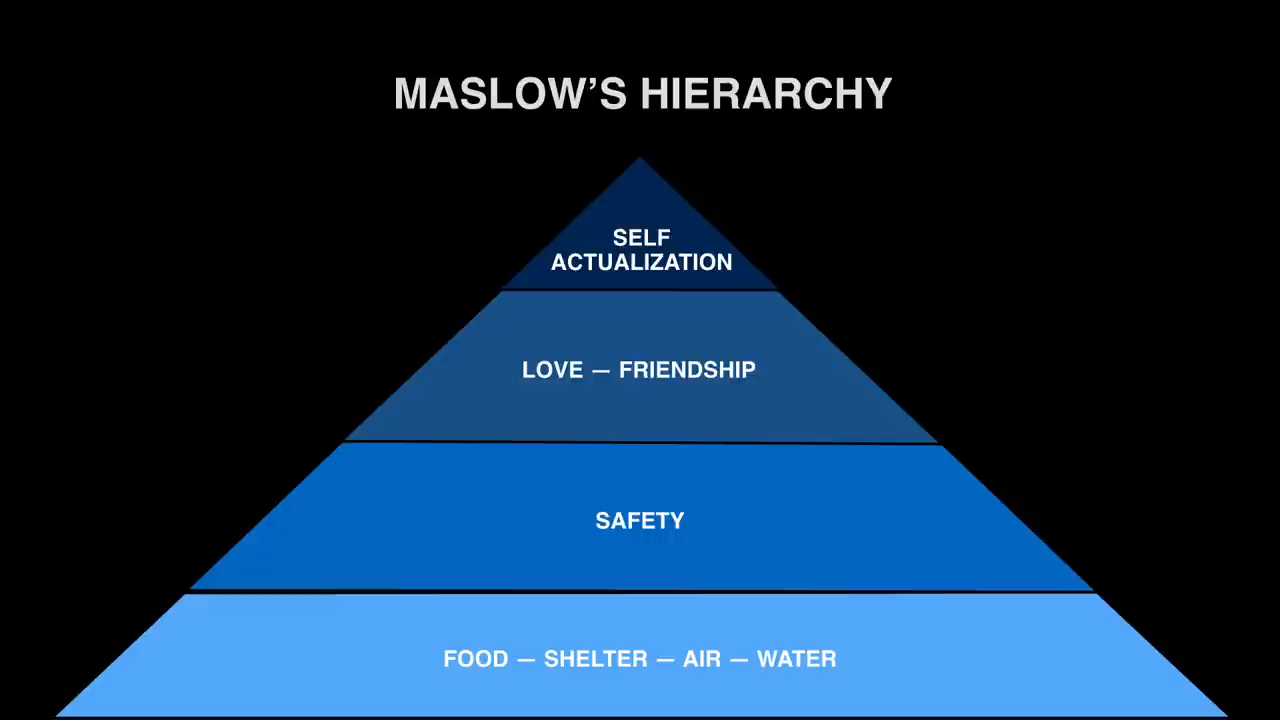 MASLOW’S HIERARCHY
SELF
ACTUALIZATION
LOVE — FRIENDSHIP
SAFETY
FOOD — SHELTER — AIR — WATER